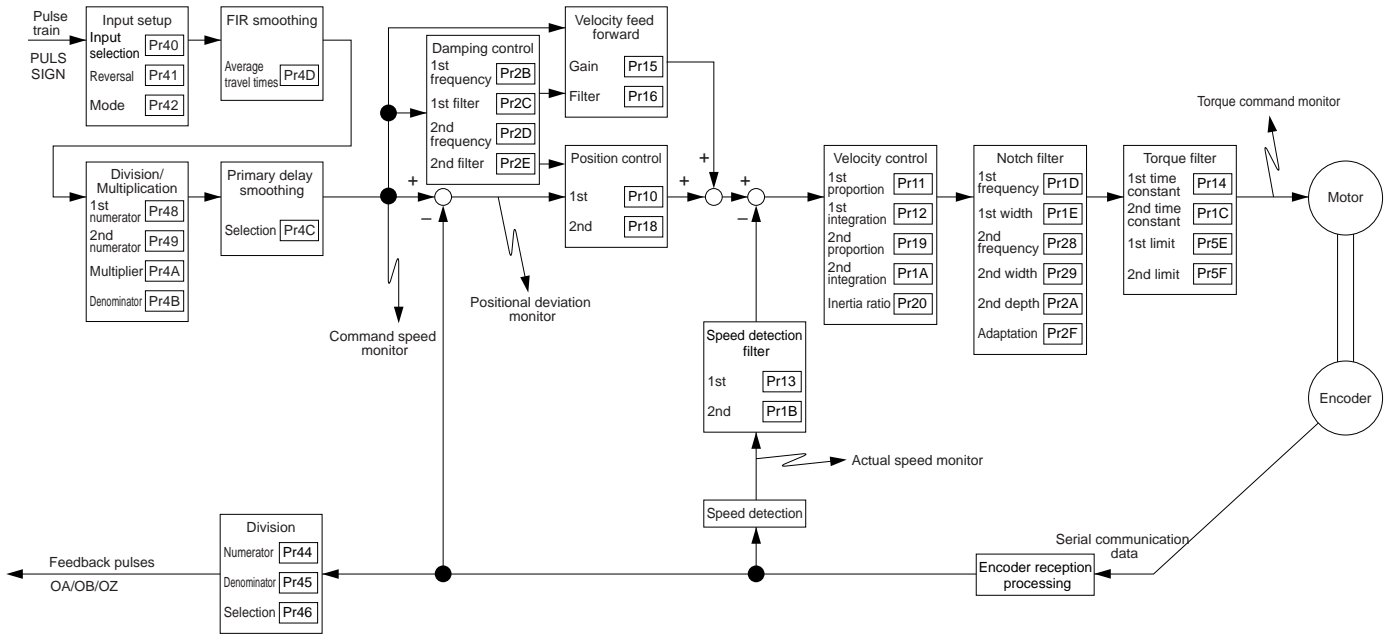 Pulse
train
PULS
SIGN
Input setup
Input
selection Pr40
Reversal Pr41
Mode Pr42
FIR smoothing
Average
travel times Pr4D
Division/
Multiplication
1st
numerator Pr48
2nd
numerator Pr49
Multiplier Pr4A
Denominator Pr4B
Primary delay
smoothing
Selection Pr4C
Damping control
1st
frequency Pr2B
1st filter Pr2C
2nd
frequency Pr2D
2nd filter Pr2E
Velocity feed
forward
Gain Pr15
Filter Pr16
Position control
1st Pr10
2nd Pr18
+
−
+
+
+
−
Command speed
monitor
Positional deviation
monitor
Velocity control
1st
proportion Pr11
1st
integration Pr12
2nd
proportion Pr19
2nd
integration Pr1A
Inertia ratio Pr20
Notch filter
1st
frequency Pr1D
1st width Pr1E
2nd
frequency Pr28
2nd width Pr29
2nd depth Pr2A
Adaptation Pr2F
Torque filter
1st time
constant Pr14
2nd time
constant Pr1C
1st limit Pr5E
2nd limit Pr5F
Torque command monitor
Motor
Encoder
Speed detection
filter
1st Pr13
2nd Pr1B
Actual speed monitor
Speed detection
Serial communication
data
Encoder reception
processing
Division
Numerator Pr44
Denominator Pr45
Selection Pr46
Feedback pulses
OA/OB/OZ